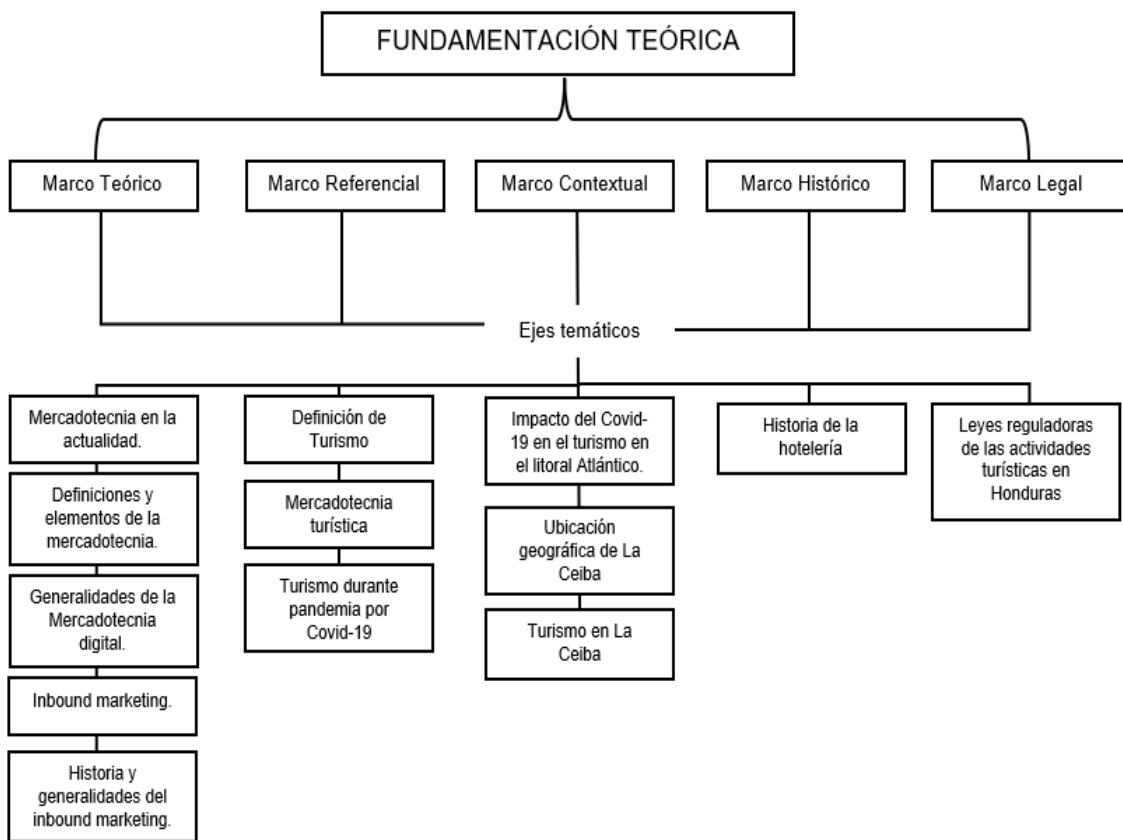 FUNDAMENTACIÓN TEÓRICA
Marco Teórico
Marco Referencial
Marco Contextual
Marco Histórico
Marco Legal
Ejes temáticos
Mercadotecnia en la
actualidad.
Definiciones y
elementos de la
mercadotecnia.
Generalidades de la
Mercadotecnia
digital.
Inbound marketing.
Historia y
generalidades del
inbound marketing.
Definición de
Turismo
Mercadotecnia
turística
Turismo durante
pandemia por
Covid-19
Impacto del Covid-
19 en el turismo en
el litoral Atlántico.
Ubicación
geográfica de La
Ceiba
Turismo en La
Ceiba
Historia de la
hotelería
Leyes reguladoras
de las actividades
turísticas en
Honduras